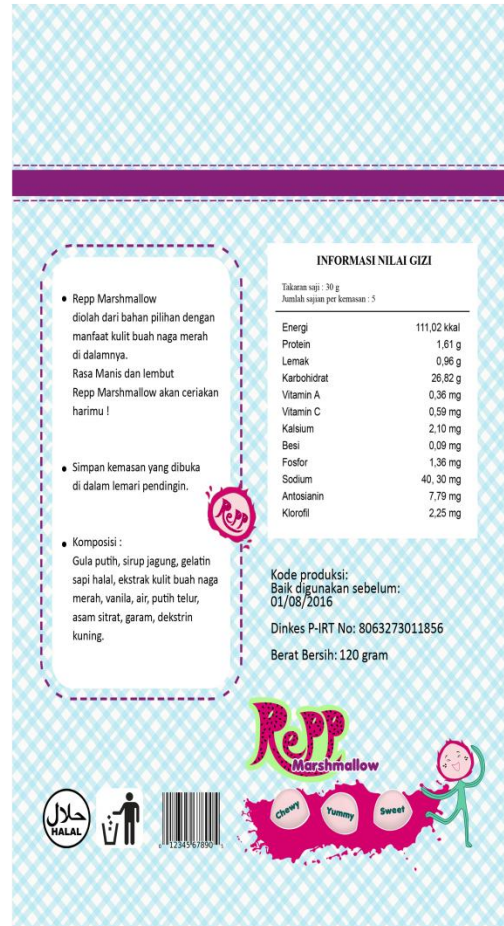 • Repp Marshmallow
diolah dari bahan pilihan dengan
manfaat kulit buah naga merah
di dalamnya.
Rasa Manis dan lembut
Repp Marshmallow akan ceriakan
harimu !
• Simpan kemasan yang dibuka
di dalam lemari pendingin.
• Komposisi :
Gula putih, sirup jagung, gelatin
sapi halal, ekstrak kulit buah naga
merah, vanila, air, putih telur,
asam sitrat, garam, dekstrin
kuning.
Repp
INFORMASI NILAI GIZI
Takaran saji : 30 g
Jumlah sajian per kemasan : 5
Energi 111,02 kkal
Protein 1,61 g
Lemak 0,96 g
Karbohidrat 26,82 g
Vitamin A 0,36 mg
Vitamin C 0,59 mg
Kalsium 2,10 mg
Besi 0,09 mg
Fosfor 1,36 mg
Sodium 40, 30 mg
Antosianin 7,79 mg
Klorofil 2,25 mg
Kode produksi:
Baik digunakan sebelum:
01/08/2016
Dinkes P-IRT No: 8063273011856
Berat Bersih: 120 gram
Repp
Marshmallow
Chewy Yummy Sweet
حلال
HALAL
12345 67890